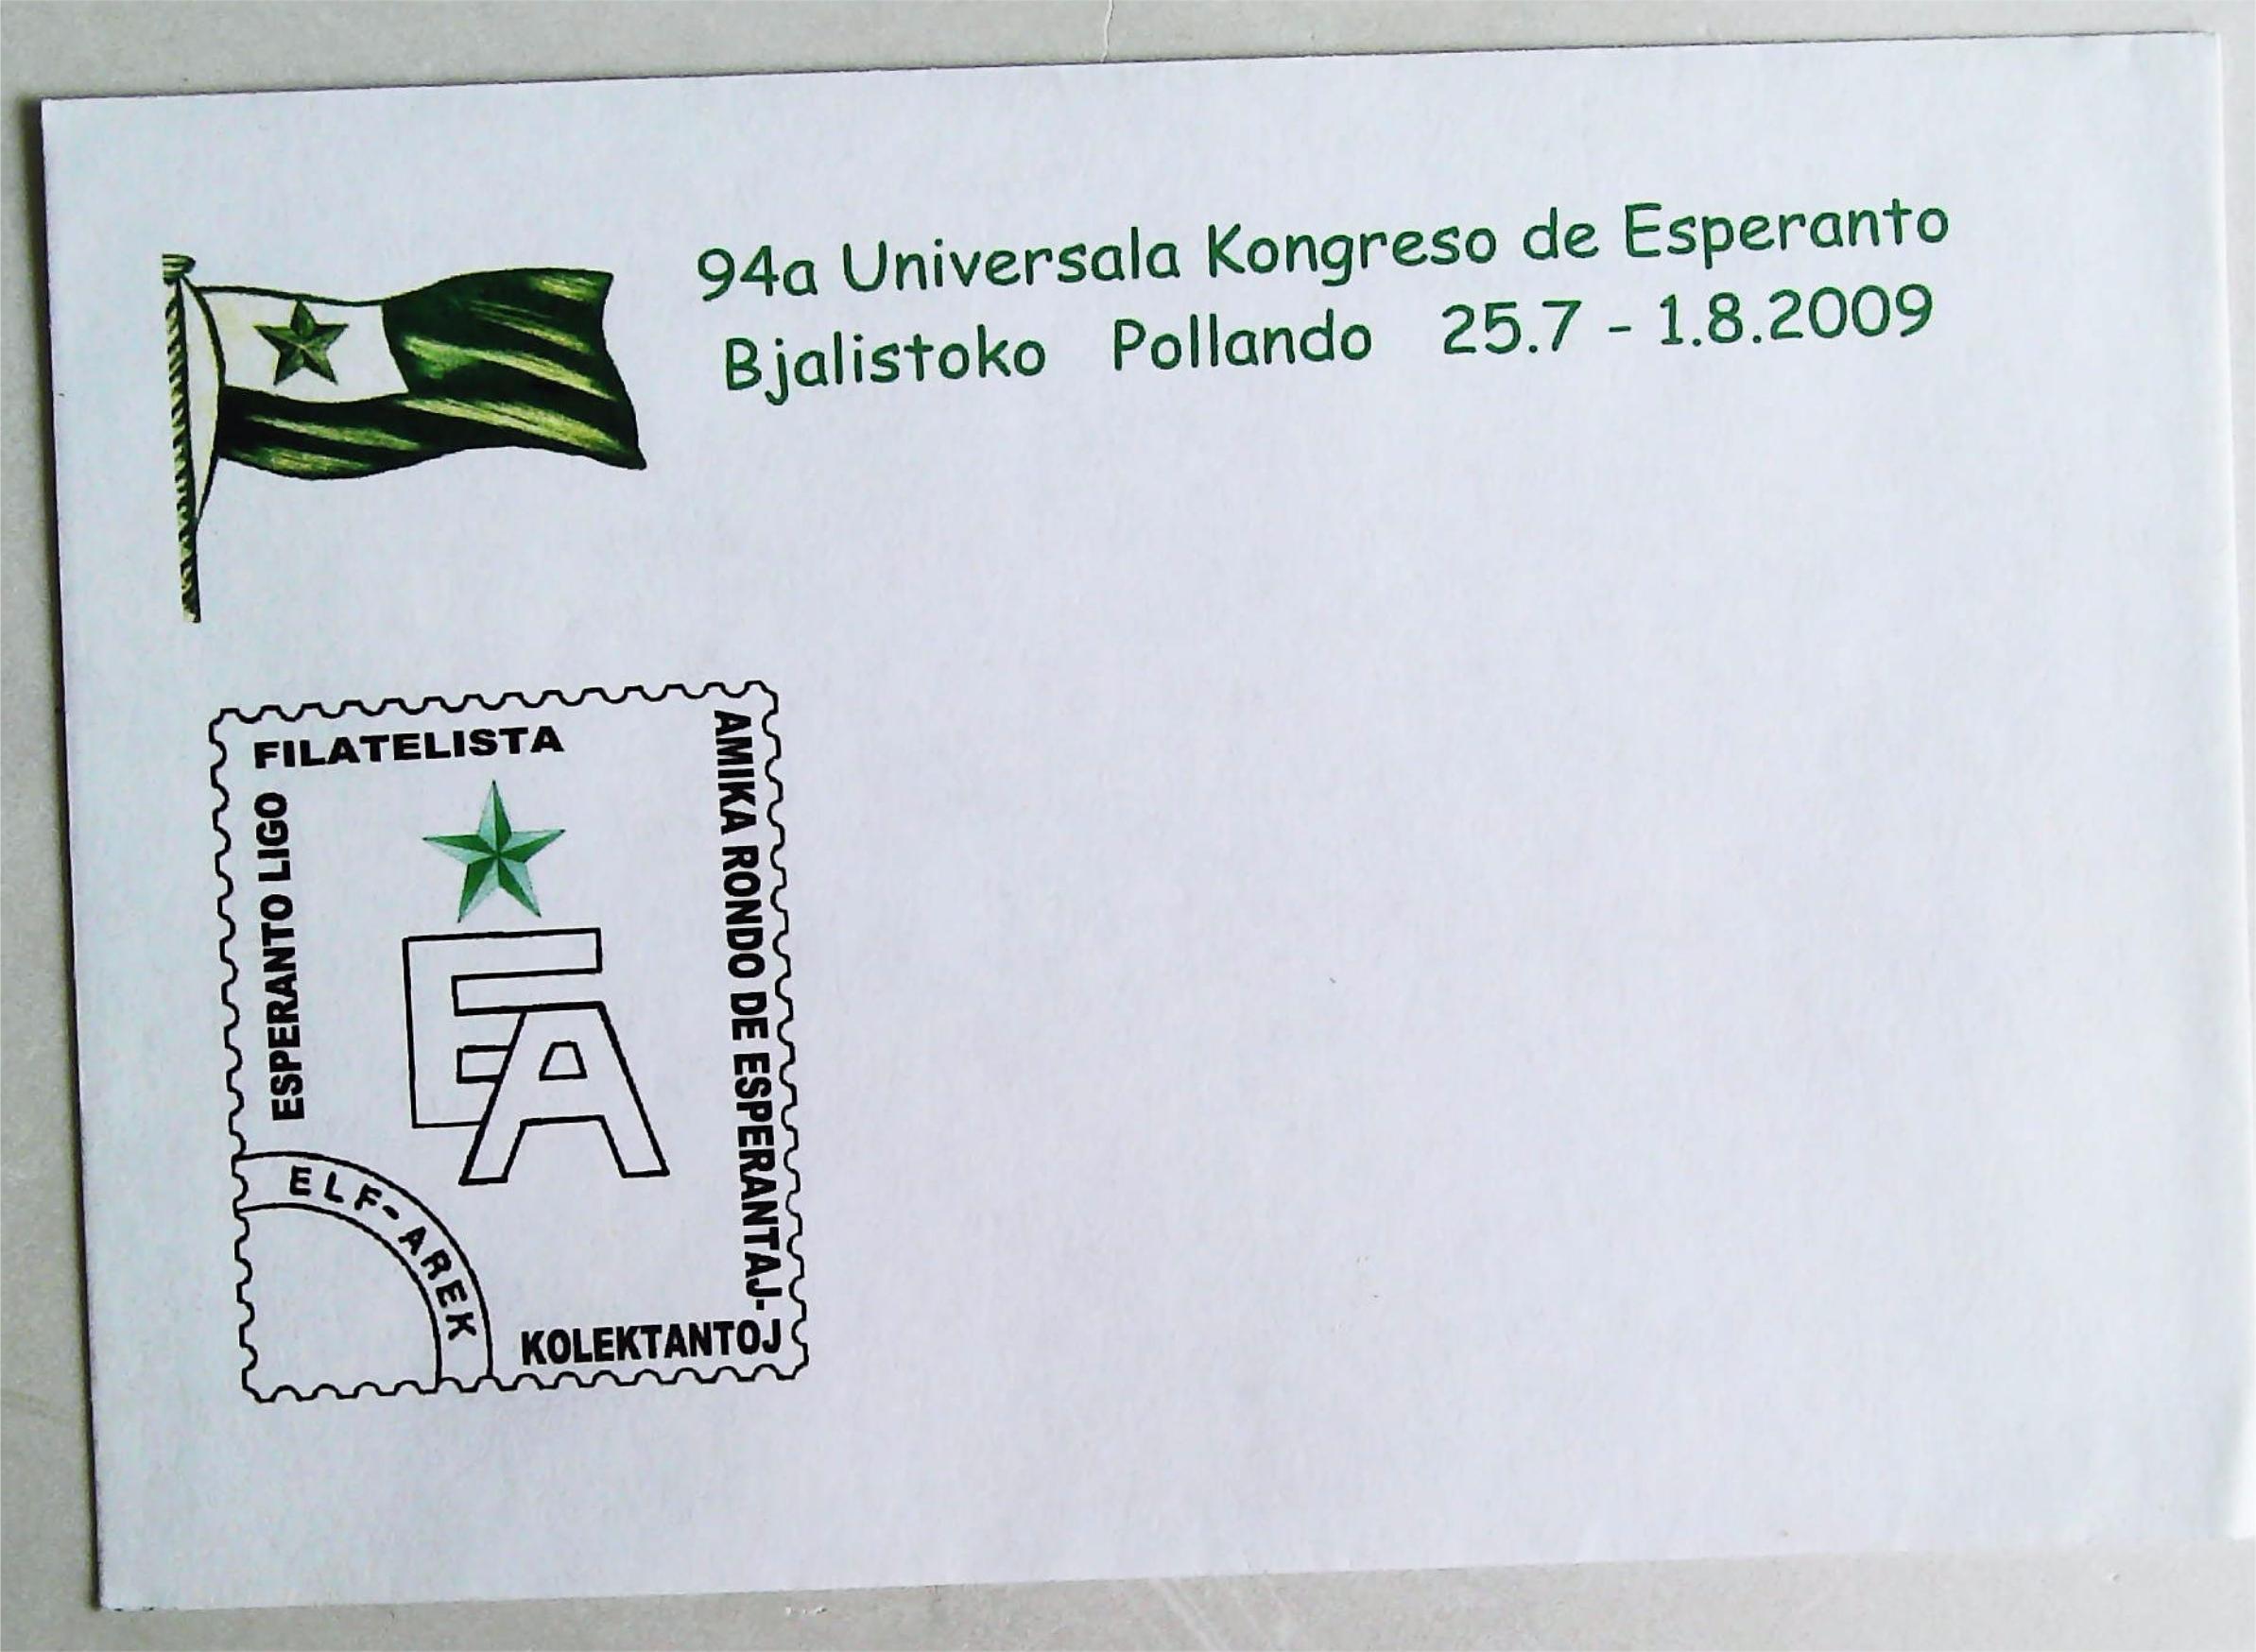 94a Universala Kongreso de Esperanto
Bjalistoko Pollando 25.7 - 1.8.2009
ESPERANTO LIGO
FILATELISTA
AMIKA RONDO DE ESPERANTAJ-
KOLEKTANTOJ
EA
ELF-AREK